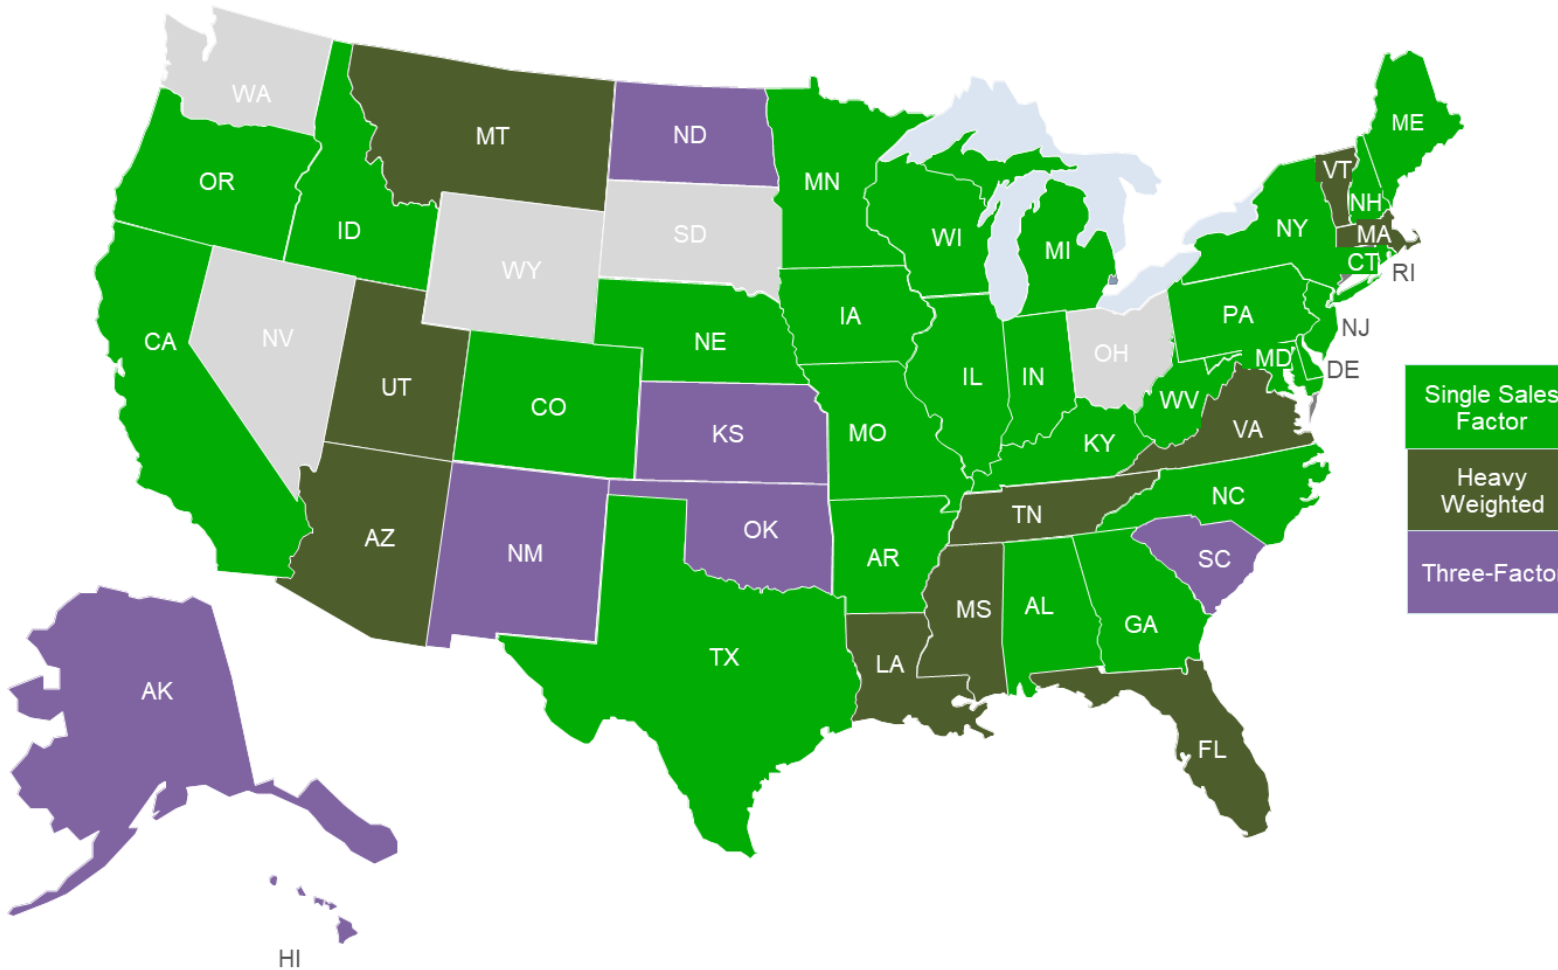 WA
MT
ND
ME
OR
ID
MN
VT
NH
SD
WI
MI
NY
MA
WY
CT
RI
CA
NV
NE
IA
PA
NJ
UT
CO
IL
IN
OH
MD
DE
KS
MO
WV
KY
VA
Single Sales
Factor
AZ
NM
OK
AR
TN
NC
Heavy
Weighted
SC
Three-Factor
MS
AL
GA
TX
LA
AK
FL
HI